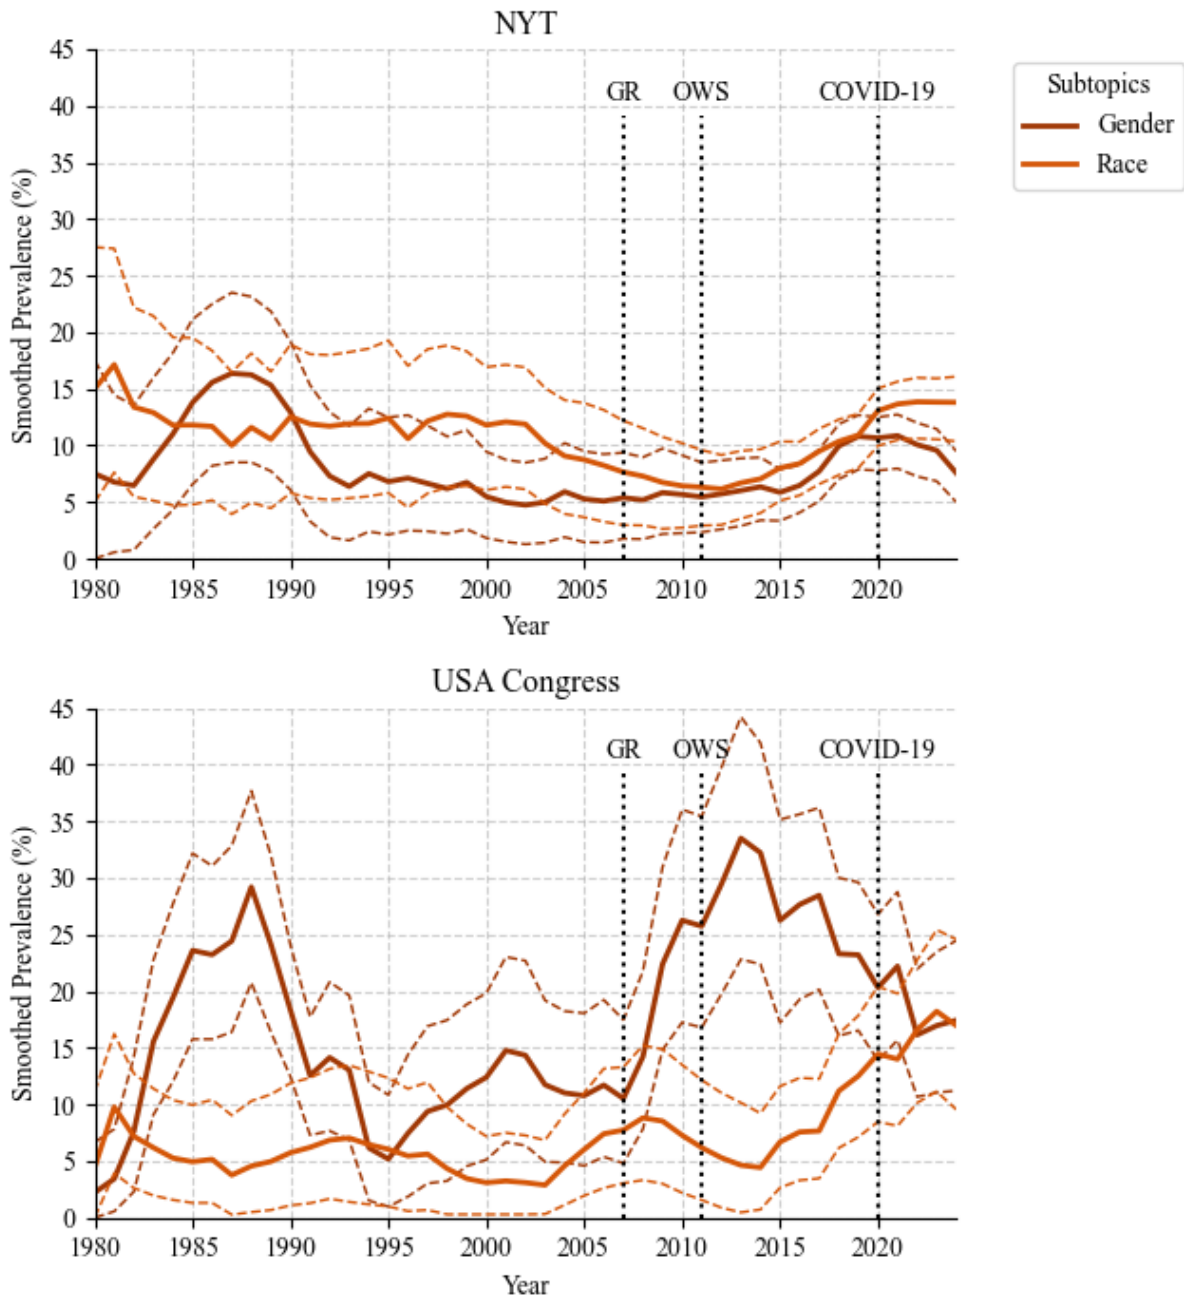 NYT
45
40
35
30
25
20
15
10
5
0
Smoothed Prevalence (%)
GR OWS COVID-19
1980 1985 1990 1995 2000 2005 2010 2015 2020
Year
Subtopics
Gender
Race
USA Congress
45
40
35
30
25
20
15
10
5
0
Smoothed Prevalence (%)
GR OWS COVID-19
1980 1985 1990 1995 2000 2005 2010 2015 2020
Year